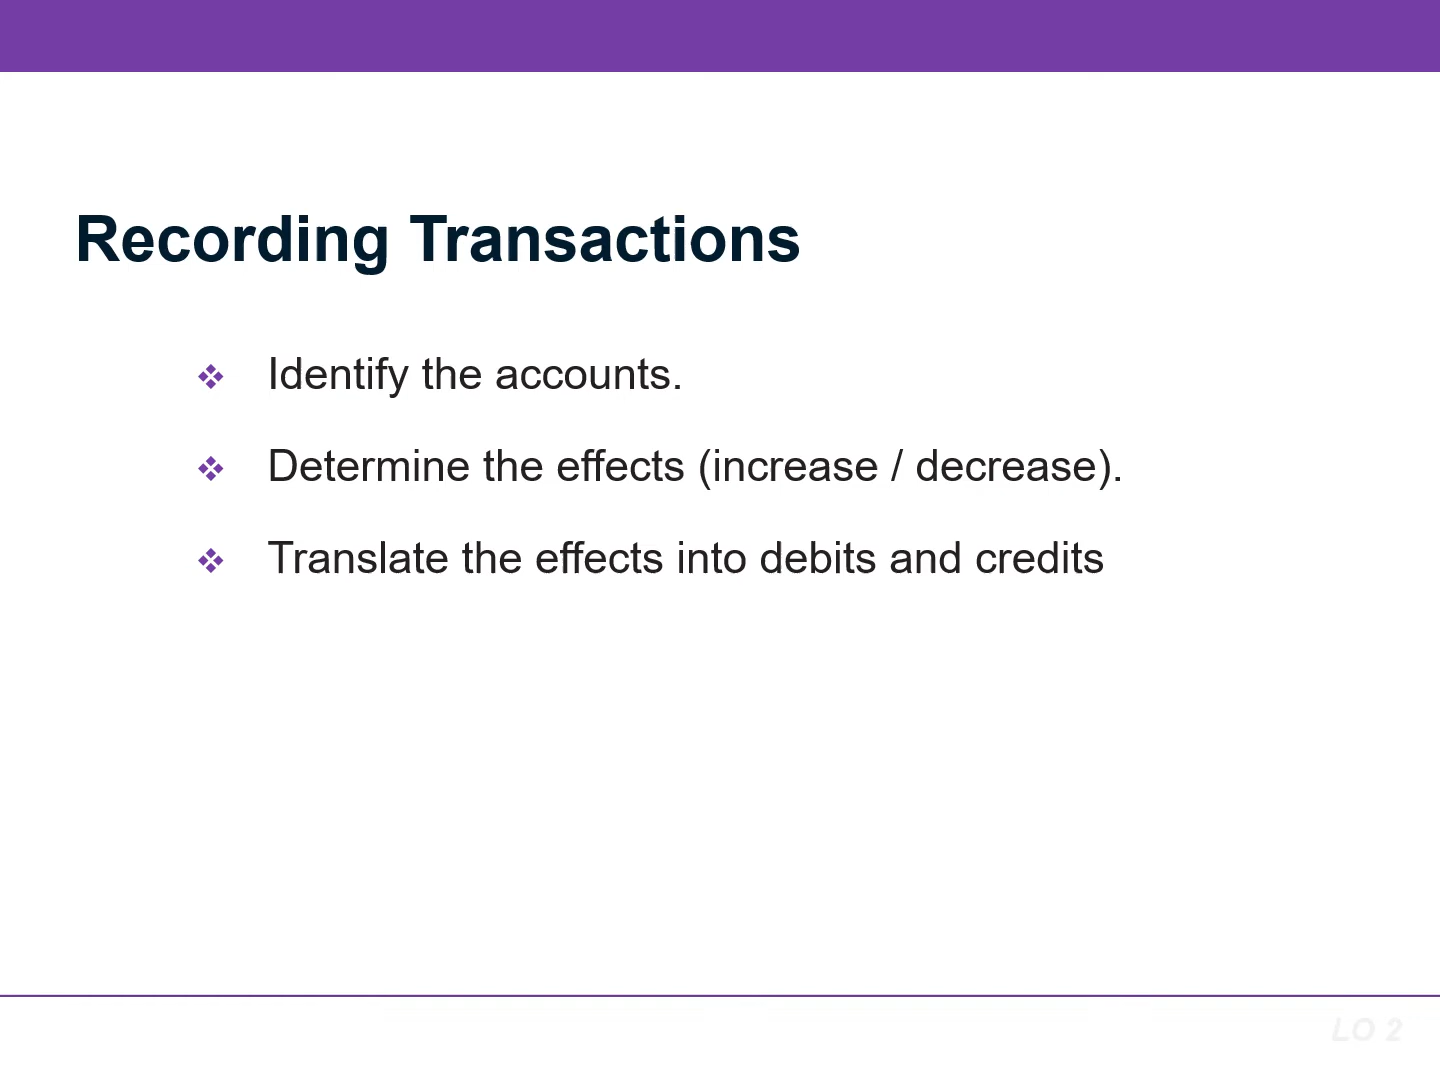 Recording Transactions
❖ Identify the accounts.
❖ Determine the effects (increase / decrease).
❖ Translate the effects into debits and credits
LO 2